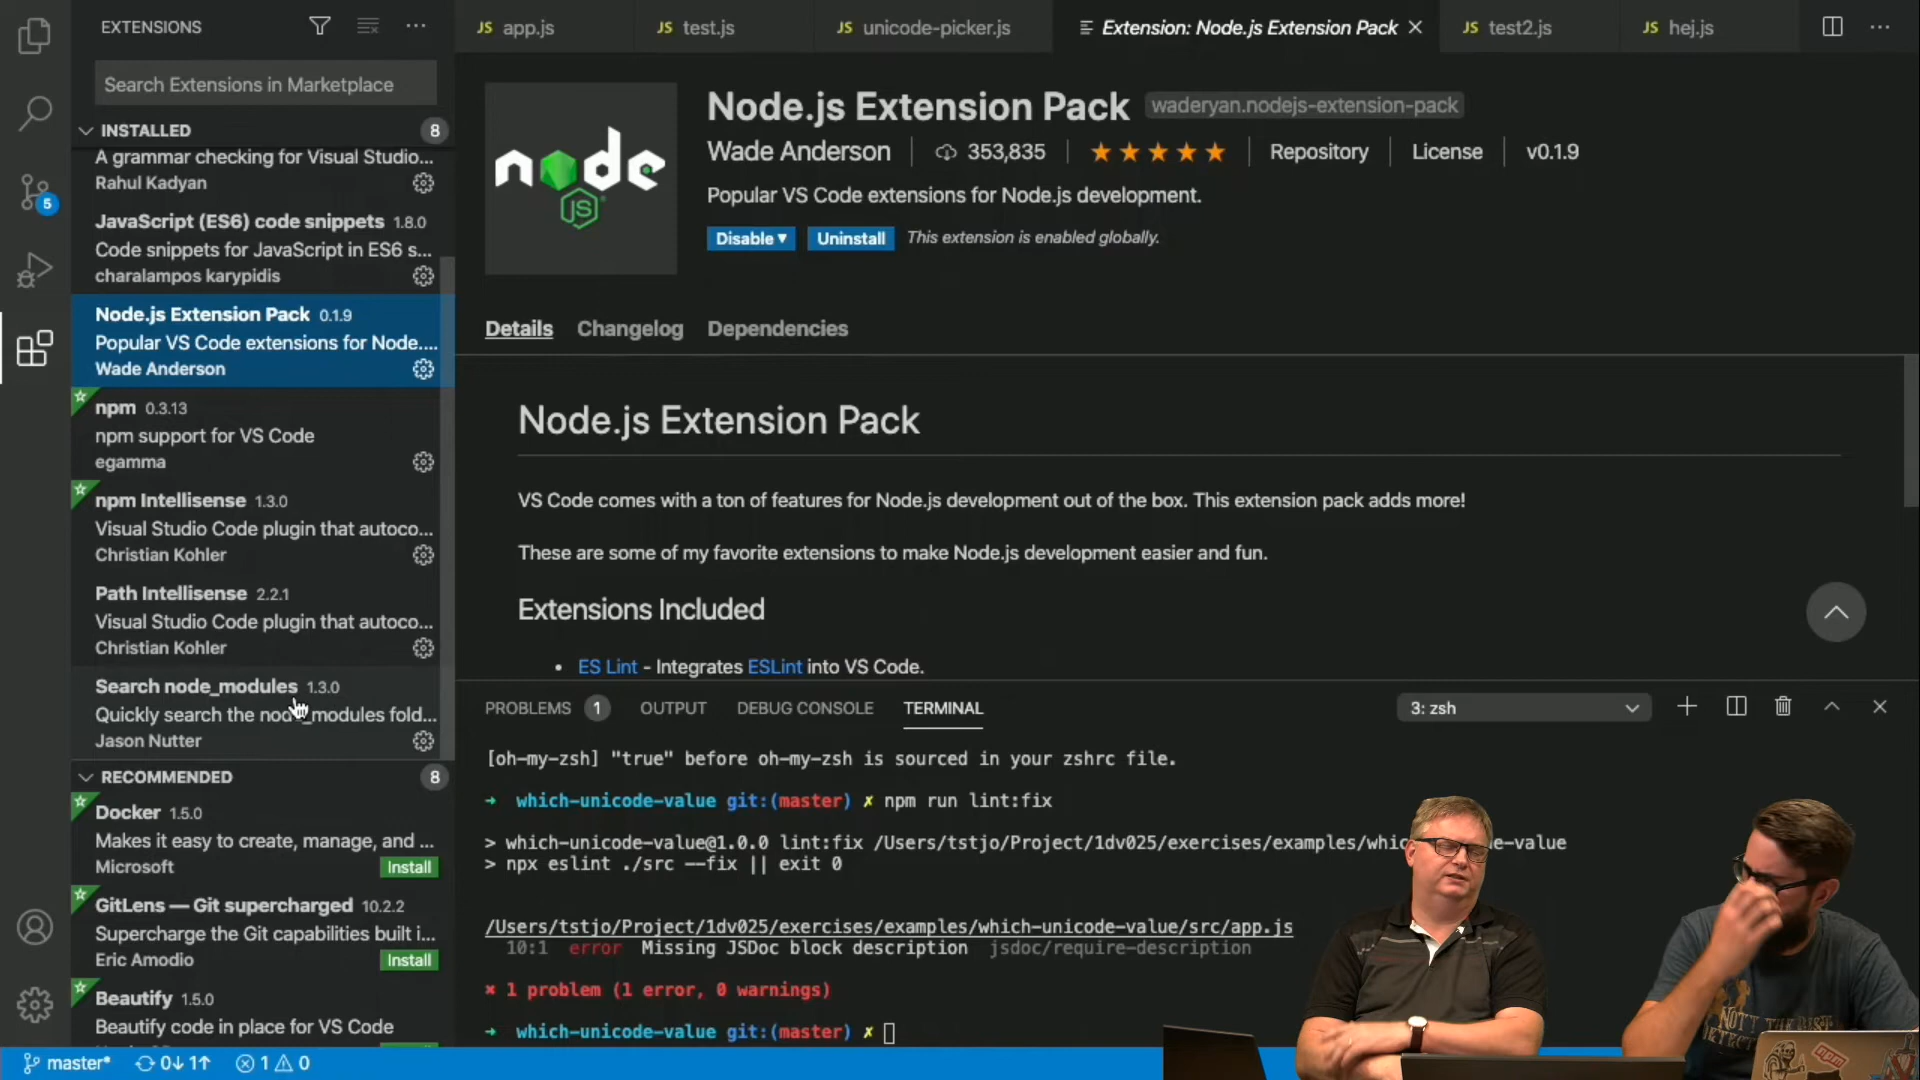 EXTENSIONS
Search Extensions in Marketplace
INSTALLED 8
A grammar checking for Visual Studio...
Rahul Kadyan
JavaScript (ES6) code snippets 1.8.0
Code snippets for JavaScript in ES6 s...
charalampos karypidis
Node.js Extension Pack 0.1.9
Popular VS Code extensions for Node....
Wade Anderson
npm 0.3.13
npm support for VS Code
egamma
npm Intellisense 1.3.0
Visual Studio Code plugin that autoco...
Christian Kohler
Path Intellisense 2.2.1
Visual Studio Code plugin that autoco...
Christian Kohler
Search node_modules 1.3.0
Quickly search the node_modules fold...
Jason Nutter
RECOMMENDED 8
Docker 1.5.0
Makes it easy to create, manage, and ...
Microsoft Install
GitLens — Git supercharged 10.2.2
Supercharge the Git capabilities built i...
Eric Amodio Install
Beautify 1.5.0
Beautify code in place for VS Code
5
JS app.js JS test.js JS unicode-picker.js Extension: Node.js Extension Pack JS test2.js JS hej.js
node
JS
Node.js Extension Pack waderyan.nodejs-extension-pack
Wade Anderson 353,835 Repository License v0.1.9
Popular VS Code extensions for Node.js development.
Disable Uninstall This extension is enabled globally.
Details Changelog Dependencies
Node.js Extension Pack
VS Code comes with a ton of features for Node.js development out of the box. This extension pack adds more!
These are some of my favorite extensions to make Node.js development easier and fun.
Extensions Included
• ES Lint - Integrates ESLint into VS Code.
PROBLEMS 1 OUTPUT DEBUG CONSOLE TERMINAL 3: zsh
[oh-my-zsh] "true" before oh-my-zsh is sourced in your zshrc file.
➜ which-unicode-value git:(master) ✗ npm run lint:fix
> which-unicode-value@1.0.0 lint:fix /Users/tstjo/Project/1dv025/exercises/examples/which e-value
> npx eslint ./src --fix || exit 0
/Users/tstjo/Project/1dv025/exercises/examples/which-unicode-value/src/app.js
10:1 error Missing JSDoc block description jsdoc/require-description
✖ 1 problem (1 error, 0 warnings)
➜ which-unicode-value git:(master) ✗
npm
master* 0↓ 1↑ 1 0